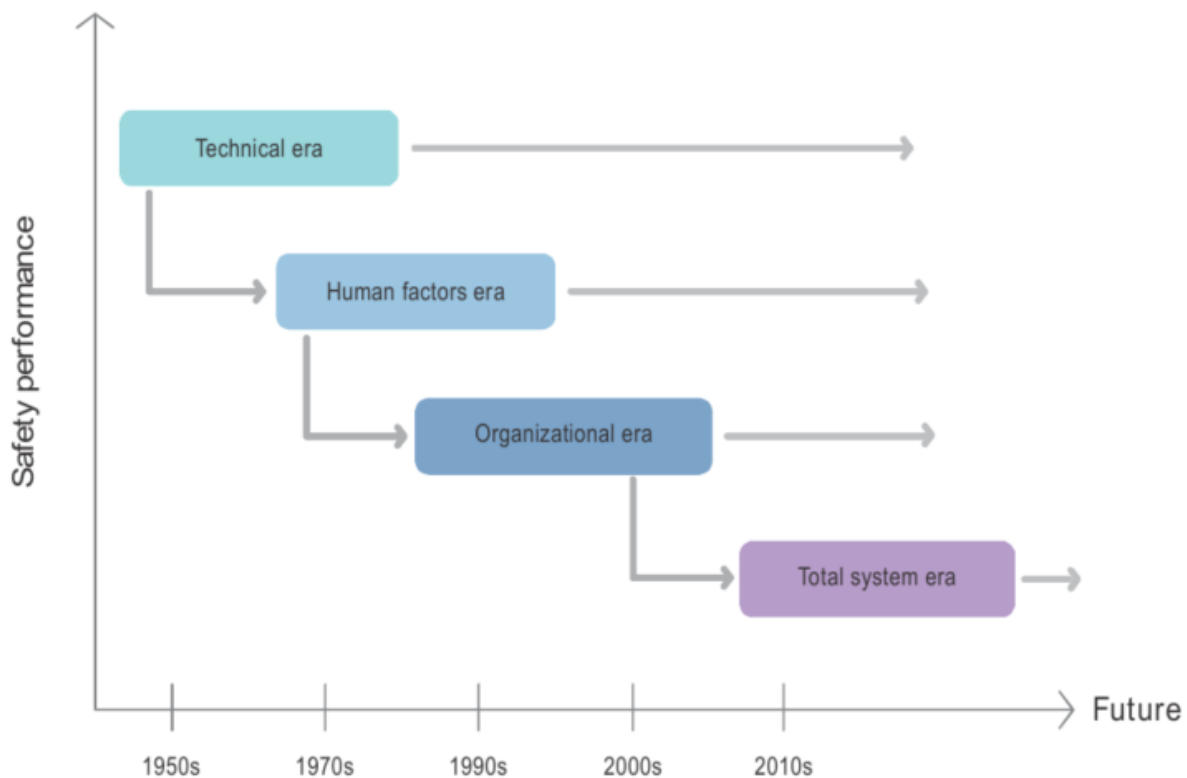 Safety performance
Technical era
Human factors era
Organizational era
Total system era
Future
1950s
1970s
1990s
2000s
2010s